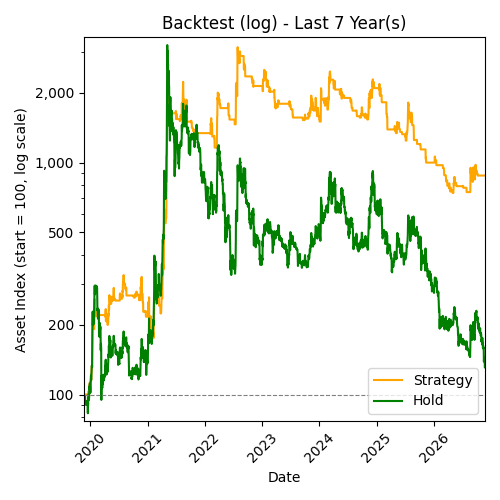 Backtest (log) - Last 7 Year(s)
Asset Index (start = 100, log scale)
2,000
1,000
500
200
100
Strategy
Hold
2020
2021
2022
2023
2024
2025
2026
Date